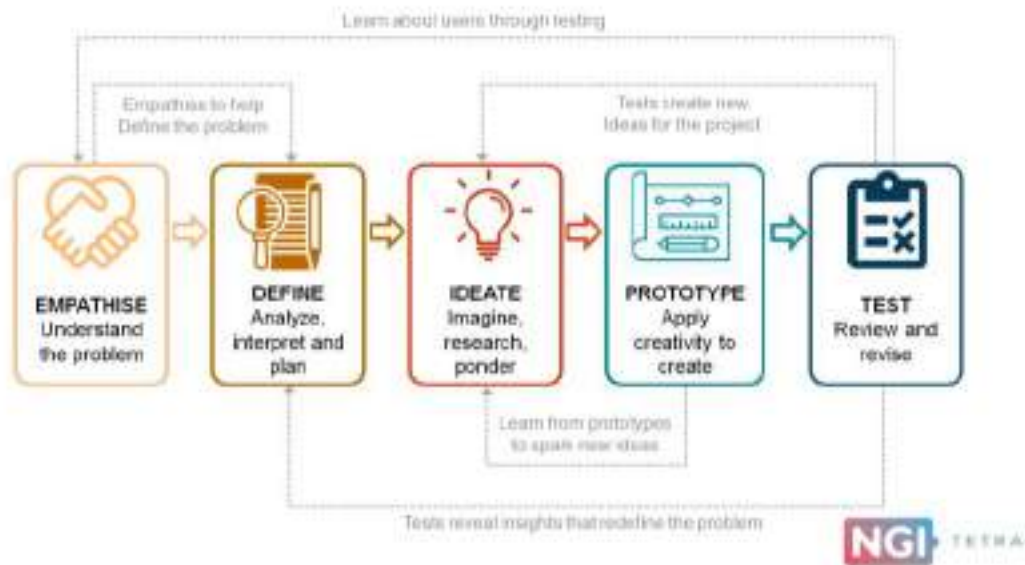 Learn about users through testing
Empathise to help
Define the problem
Tests create new
Ideas for the project
EMPATHISE
Understand
the problem
DEFINE
Analyze,
interpret and
plan
IDEATE
Imagine,
research,
ponder
PROTOTYPE
Apply
creativity to
create
TEST
Review and
revise
Learn from prototypes
to spark new ideas
Tests reveal insights that redefine the problem
NGI TETRA